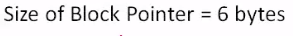 Size of Block Pointer = 6 bytes